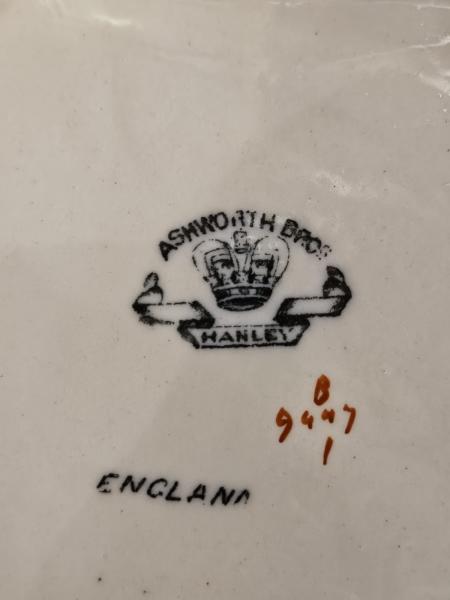 ASHWORTH BROS
HANLEY
B
9447
1
ENGLAND